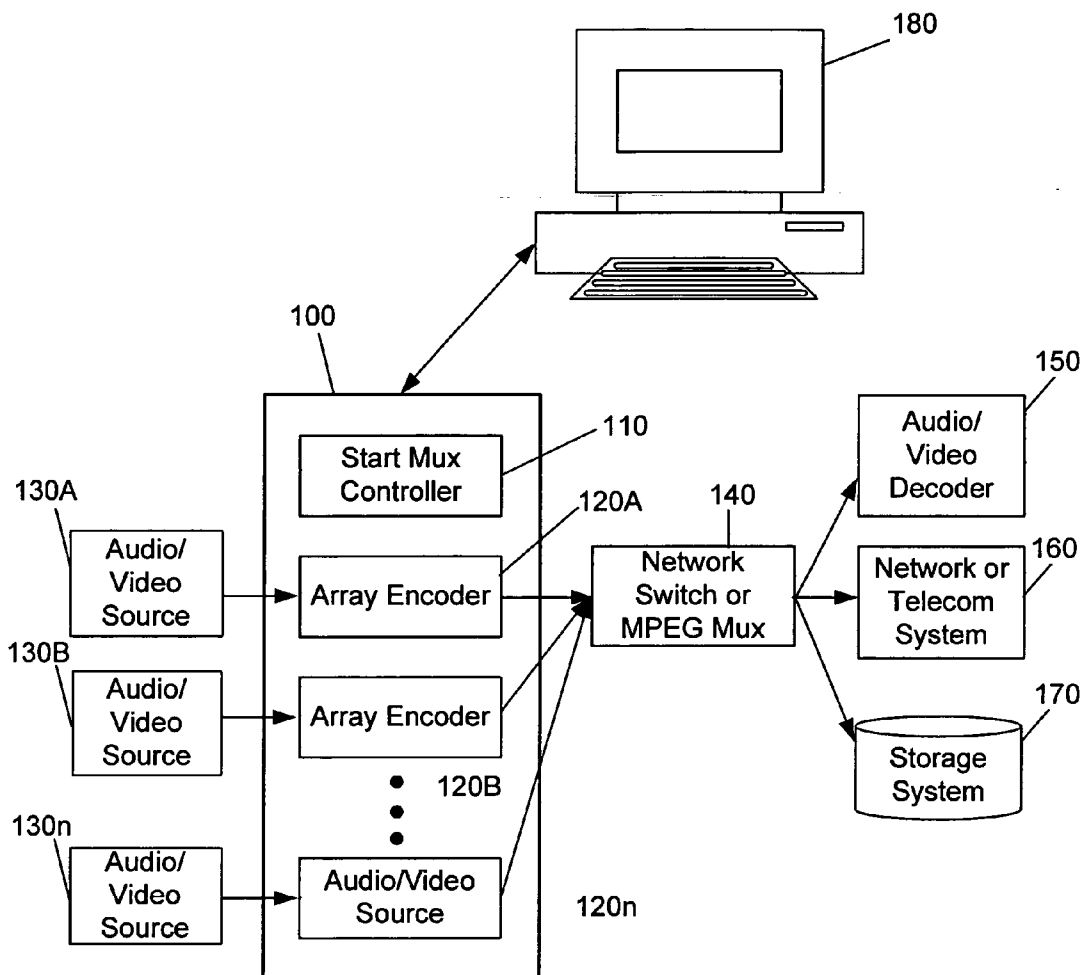 180
100
110
Start Mux
Controller
130A
120A
Audio/
Video
Source
Array Encoder
140
Network
Switch or
MPEG Mux
150
Audio/
Video
Decoder
160
Network or
Telecom
System
130B
Audio/
Video
Source
Array Encoder
120B
170
Storage
System
130n
Audio/
Video
Source
Audio/Video
Source
120n